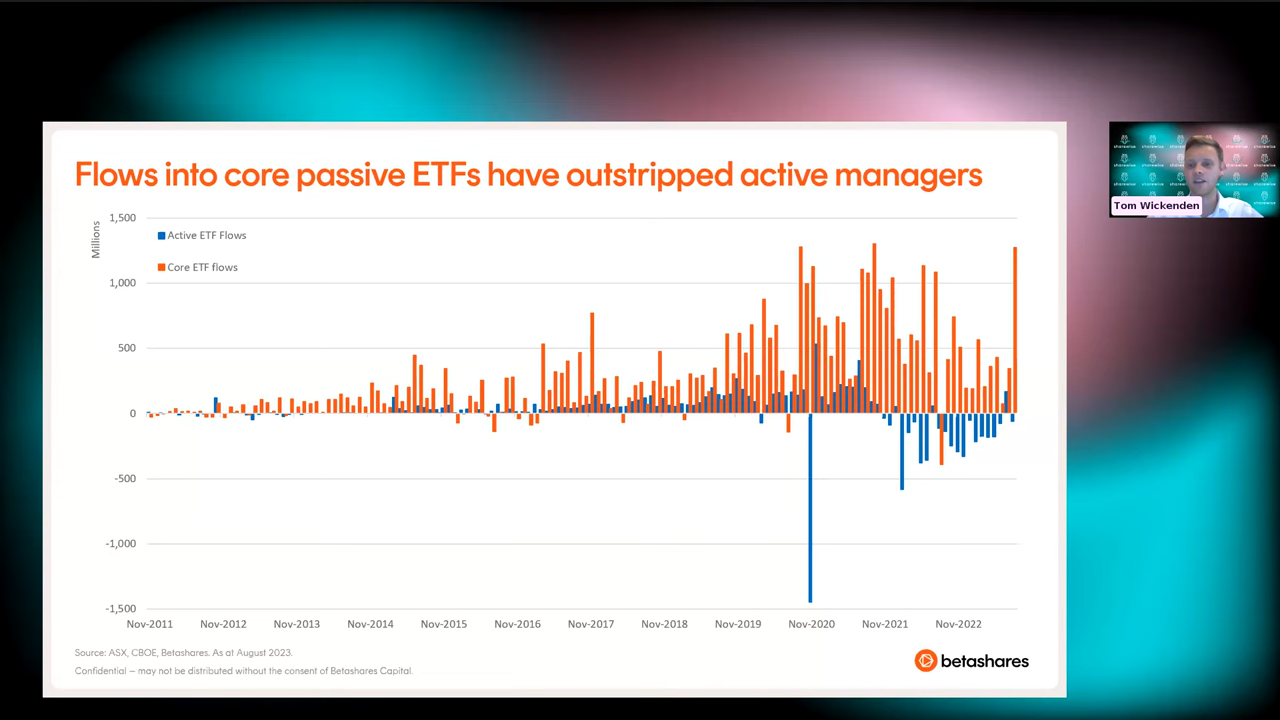 Flows into core passive ETFs have outstripped active managers
Millions
1,500
1,000
500
0
-500
-1,000
-1,500
Active ETF Flows
Core ETF flows
Nov-2011 Nov-2012 Nov-2013 Nov-2014 Nov-2015 Nov-2016 Nov-2017 Nov-2018 Nov-2019 Nov-2020 Nov-2021 Nov-2022
Source: ASX, CBOE, Betashares. As at August 2023.
Confidential – may not be distributed without the consent of Betashares Capital.
betashares
Tom Wickenden